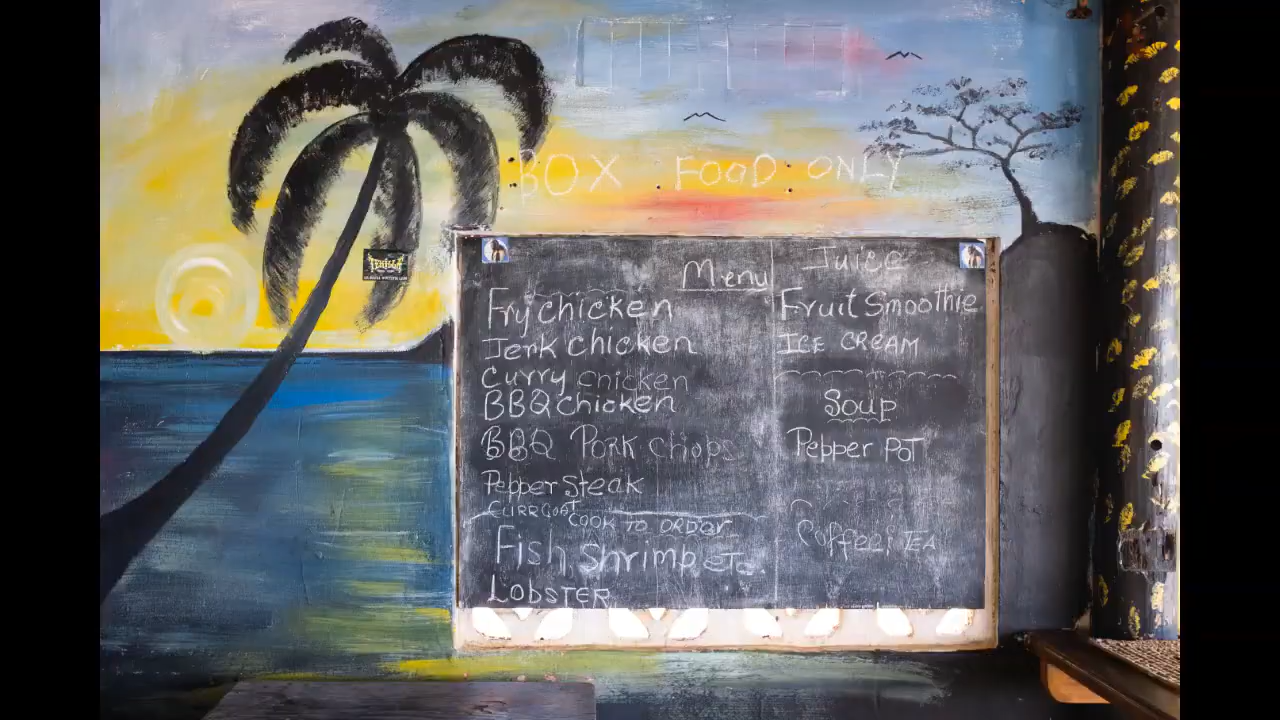 BOX FOOD ONLY
Menu
Fry chicken
Jerk chicken
Curry chicken
BBQ chicken
BBQ Pork chops
Pepper steak
CURR Goat
COOK TO ORDER
Fish, Shrimp etc.
LOBSTER
Juice
Fruit Smoothie
ICE CREAM
Soup
Pepper POT
Coffee, TEA